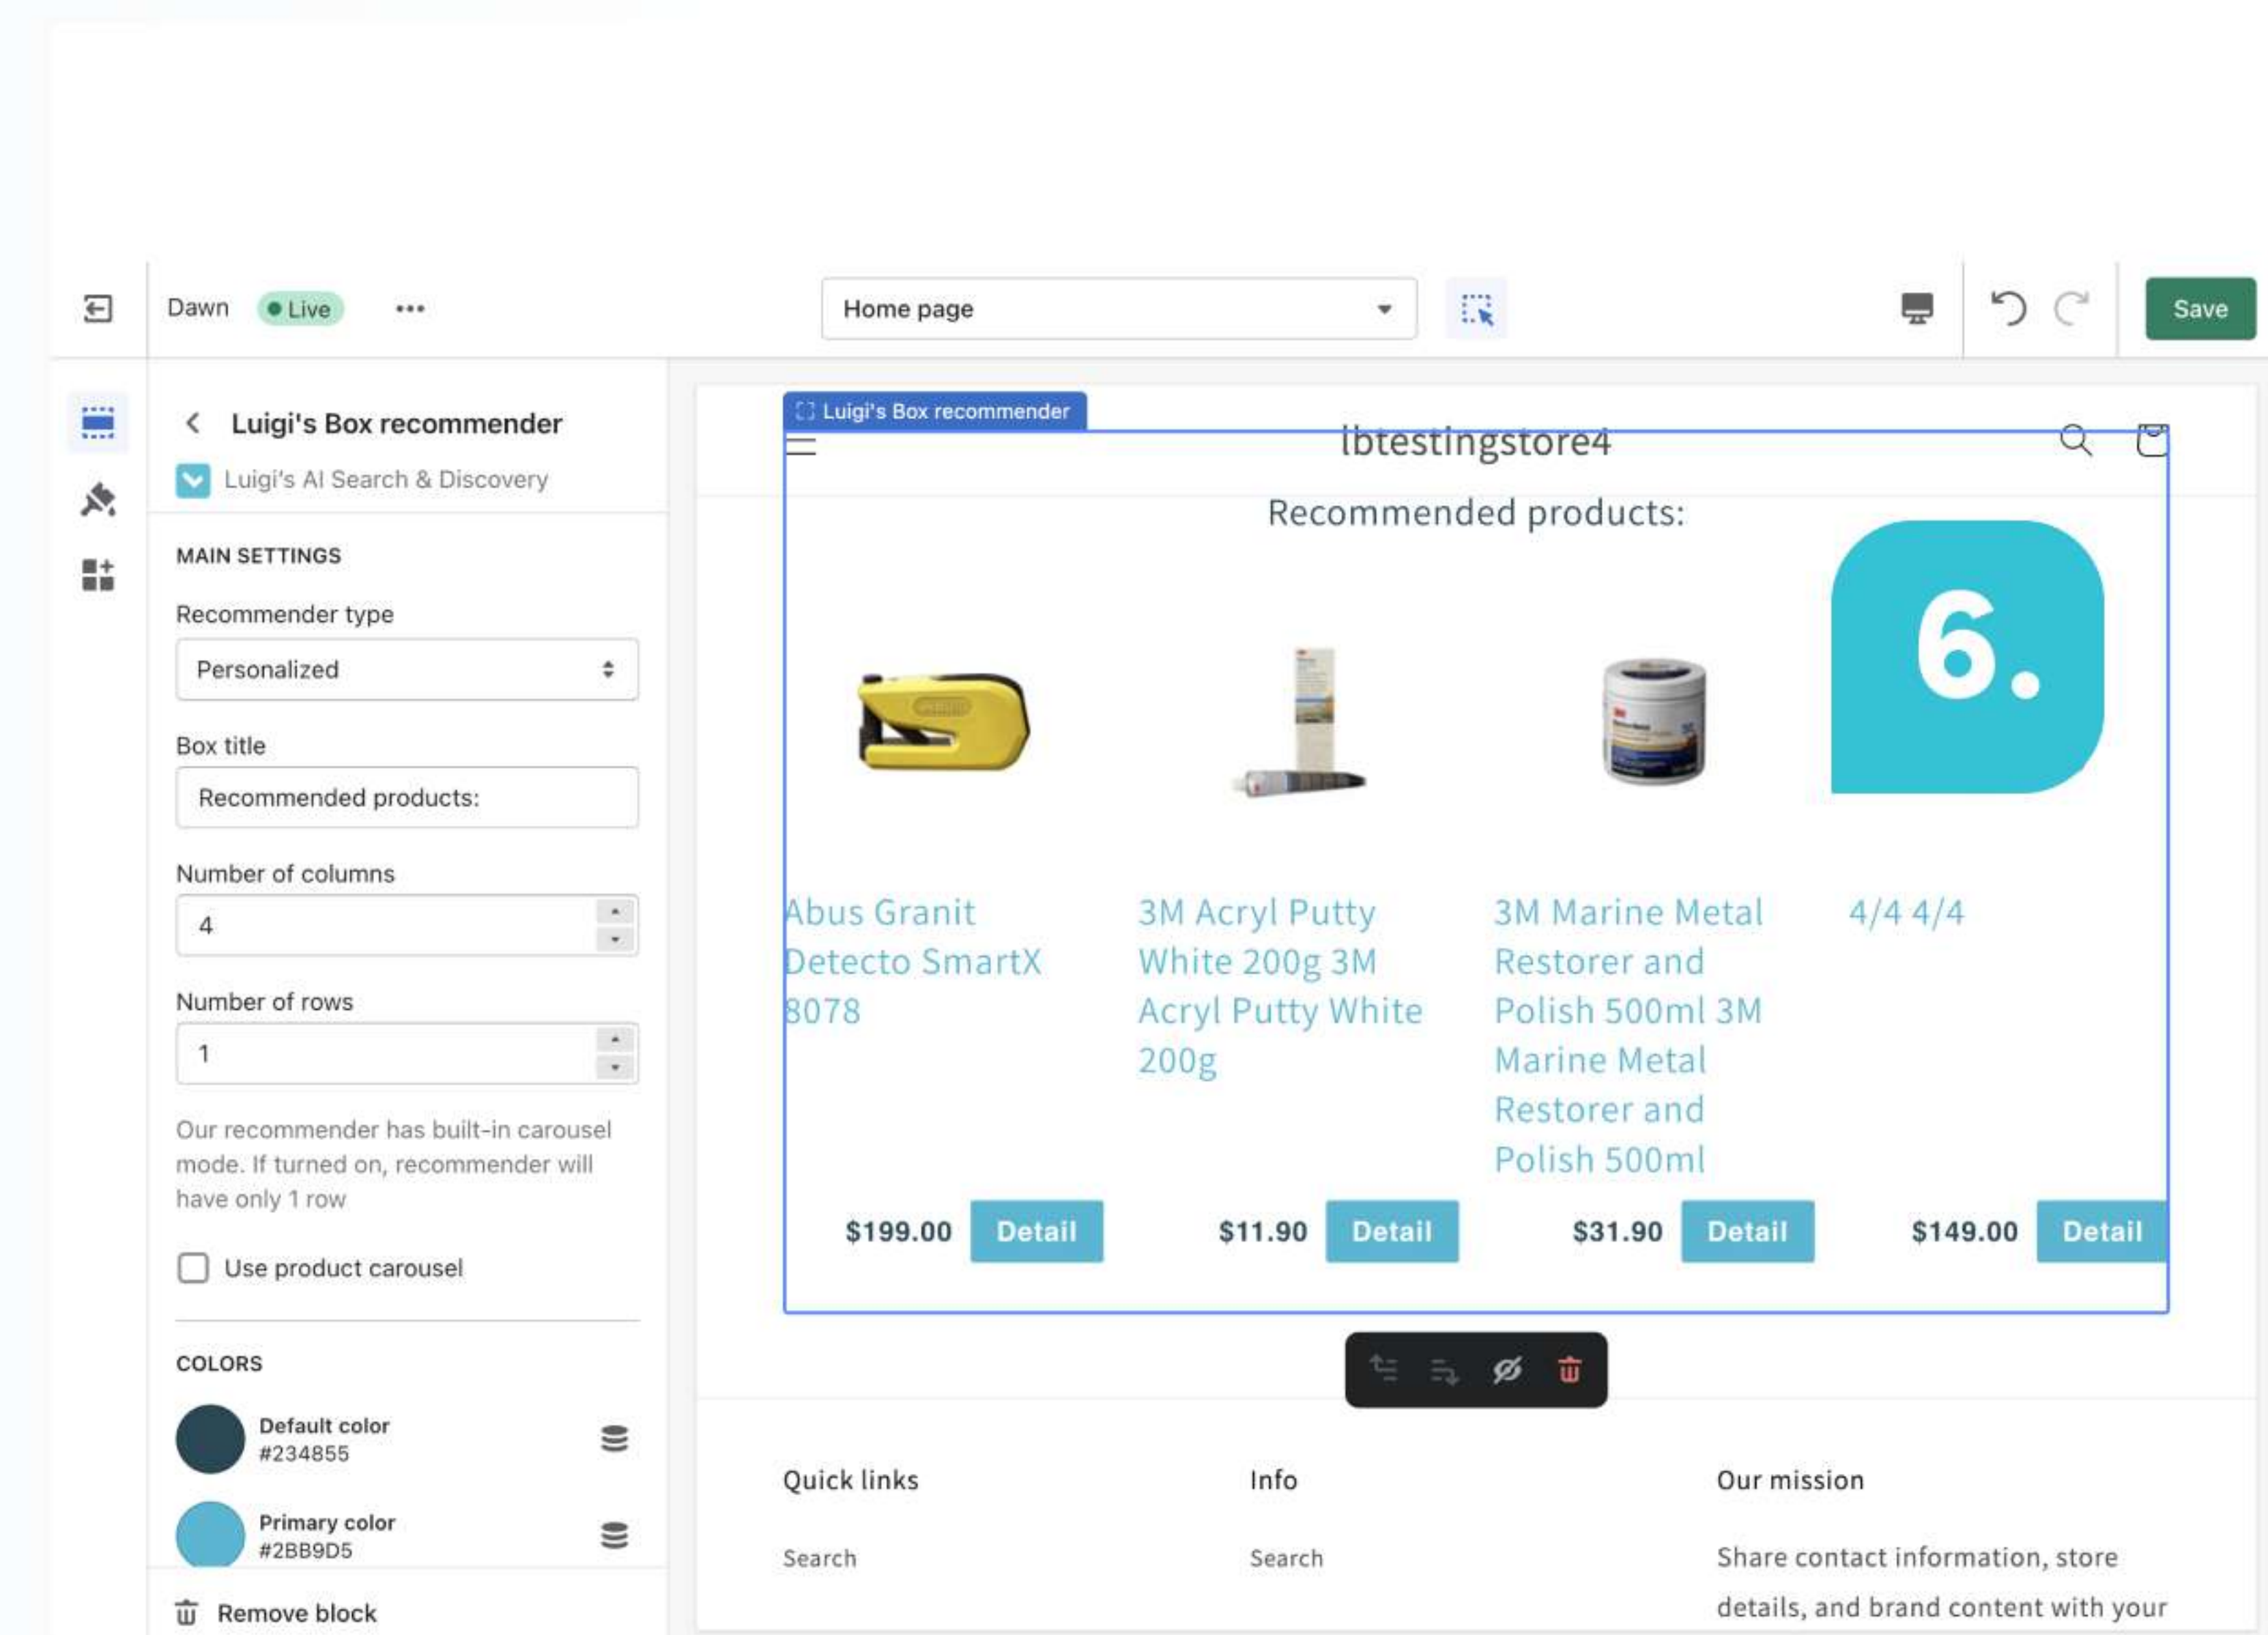 Dawn
Live
Home page
Save
Luigi's Box recommender
Luigi's AI Search & Discovery
MAIN SETTINGS
Recommender type
Personalized
Box title
Recommended products:
Number of columns
4
Number of rows
1
Our recommender has built-in carousel
mode. If turned on, recommender will
have only 1 row
Use product carousel
COLORS
Default color
#234855
Primary color
#2BB9D5
Remove block
Luigi's Box recommender
lbtestingstore4
Recommended products:
6.
Abus Granit
Detecto SmartX
8078
$199.00 Detail
3M Acryl Putty
White 200g 3M
Acryl Putty White
200g
$11.90 Detail
3M Marine Metal
Restorer and
Polish 500ml 3M
Marine Metal
Restorer and
Polish 500ml
$31.90 Detail
4/4 4/4
$149.00 Detail
Quick links
Search
Info
Search
Our mission
Share contact information, store
details, and brand content with your